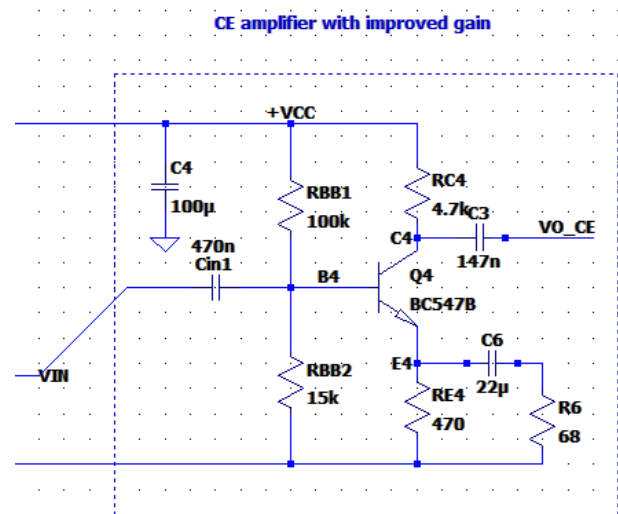 CE amplifier with improved gain
+VCC
C4
100µ
RBB1
100k
RC4
4.7k
C3
147n
VO_CE
C4
470n
Cin1
B4
Q4
BC547B
VIN
RBB2
15k
E4
C6
22µ
RE4
470
R6
68